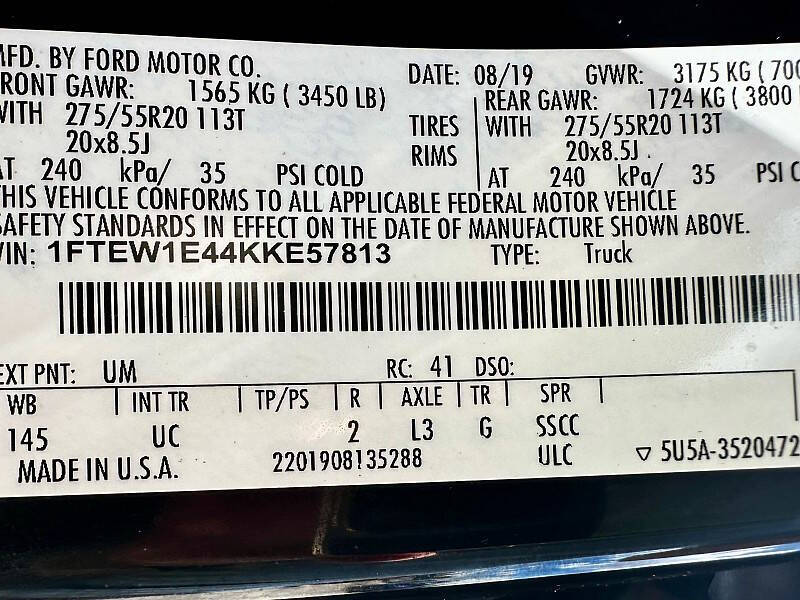 MFD. BY FORD MOTOR CO.
DATE: 08/19 GVWR: 3175 KG (700
FRONT GAWR: 1565 KG (3450 LB)
REAR GAWR: 1724 KG (3800
WITH 275/55R20 113T TIRES WITH 275/55R20 113T
20x8.5J RIMS 20x8.5J
AT 240 kPa/ 35 PSI COLD AT 240 kPa/ 35 PSI C
THIS VEHICLE CONFORMS TO ALL APPLICABLE FEDERAL MOTOR VEHICLE
SAFETY STANDARDS IN EFFECT ON THE DATE OF MANUFACTURE SHOWN ABOVE.
VIN: 1FTEW1E44KKE57813 TYPE: Truck
EXT PNT: UM RC: 41 DSO:
WB INT TR TP/PS R AXLE TR SPR
145 UC 2 L3 G SSCC
MADE IN U.S.A. 2201908135288 ULC ▽ 5U5A-3520472